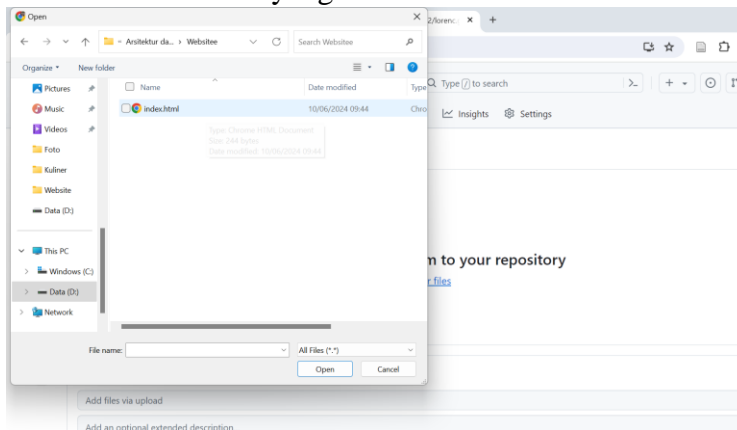 Open
2/lorenc
Arsitektur da... › Websitee
Search Websitee
Organize
New folder
Type / to search
Pictures
Name
Date modified
Type
Music
index.html
10/06/2024 09:44
Chro
Insights
Settings
Videos
Type: Chrome HTML Document
Size: 244 bytes
Date modified: 10/06/2024 09:44
Foto
Kuliner
Website
Data (D:)
This PC
m to your repository
Windows (C:)
r files
Data (D:)
Network
File name:
All Files (*.*)
Open
Cancel
Add files via upload
Add an optional extended description...